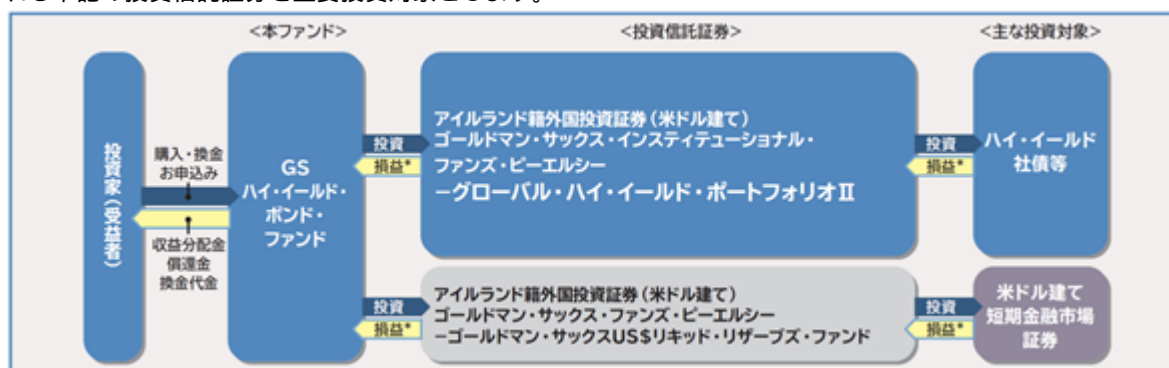 れる下記の投資信託証券を主要投資対象とします。
<本ファンド>
<投資信託証券>
<主な投資対象>
投資家(受益者)
購入・換金
お申込み
収益分配金
償還金
換金代金
GS
ハイ・イールド・
ボンド・
ファンド
投資
損益*
アイルランド籍外国投資証券(米ドル建て)
ゴールドマン・サックス・インスティテューショナル・
ファンズ・ピーエルシー
-グローバル・ハイ・イールド・ポートフォリオⅡ
投資
損益*
ハイ・イールド
社債等
投資
損益*
アイルランド籍外国投資証券(米ドル建て)
ゴールドマン・サックス・ファンズ・ピーエルシー
-ゴールドマン・サックスUS$リキッド・リザーブズ・ファンド
投資
損益*
米ドル建て
短期金融市場
証券